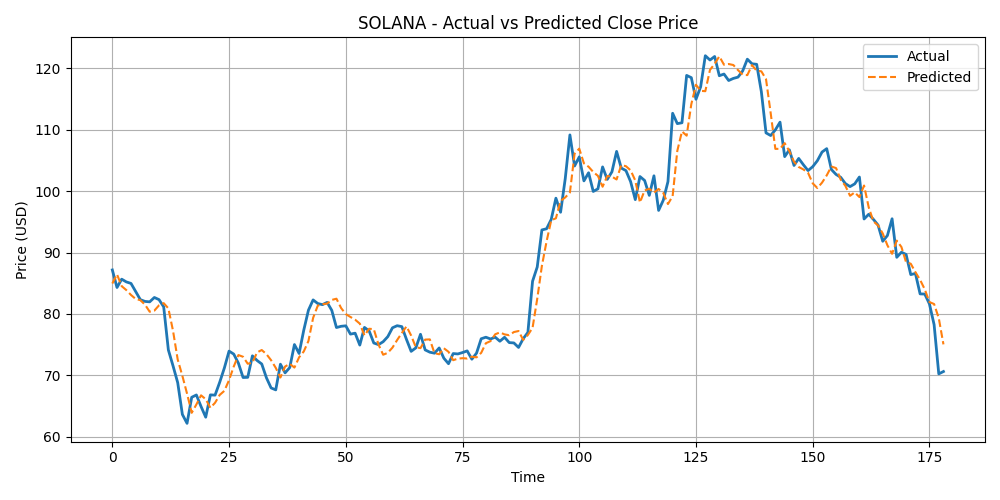 SOLANA - Actual vs Predicted Close Price
Actual
Predicted
Price (USD)
120
110
100
90
80
70
60
0 25 50 75 100 125 150 175
Time